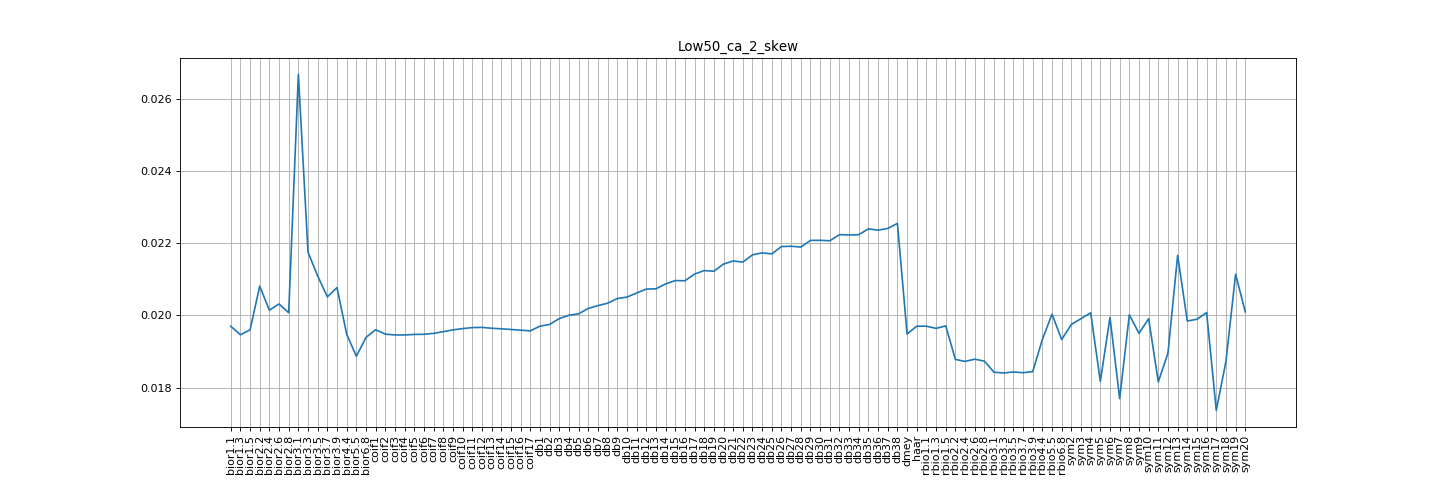 Low50_ca_2_skew
0.026
0.024
0.022
0.020
0.018
bior1.1
bior1.3
bior1.5
bior2.2
bior2.4
bior2.6
bior2.8
bior3.1
bior3.3
bior3.5
bior3.7
bior3.9
bior4.4
bior5.5
bior6.8
coif1
coif2
coif3
coif4
coif5
coif6
coif7
coif8
coif9
coif10
coif11
coif12
coif13
coif14
coif15
coif16
coif17
db1
db2
db3
db4
db5
db6
db7
db8
db9
db10
db11
db12
db13
db14
db15
db16
db17
db18
db19
db20
db21
db22
db23
db24
db25
db26
db27
db28
db29
db30
db31
db32
db33
db34
db35
db36
db37
db38
dmey
haar
rbio1.1
rbio1.3
rbio1.5
rbio2.2
rbio2.4
rbio2.6
rbio2.8
rbio3.1
rbio3.3
rbio3.5
rbio3.7
rbio3.9
rbio4.4
rbio5.5
rbio6.8
sym2
sym3
sym4
sym5
sym6
sym7
sym8
sym9
sym10
sym11
sym12
sym13
sym14
sym15
sym16
sym17
sym18
sym19
sym20